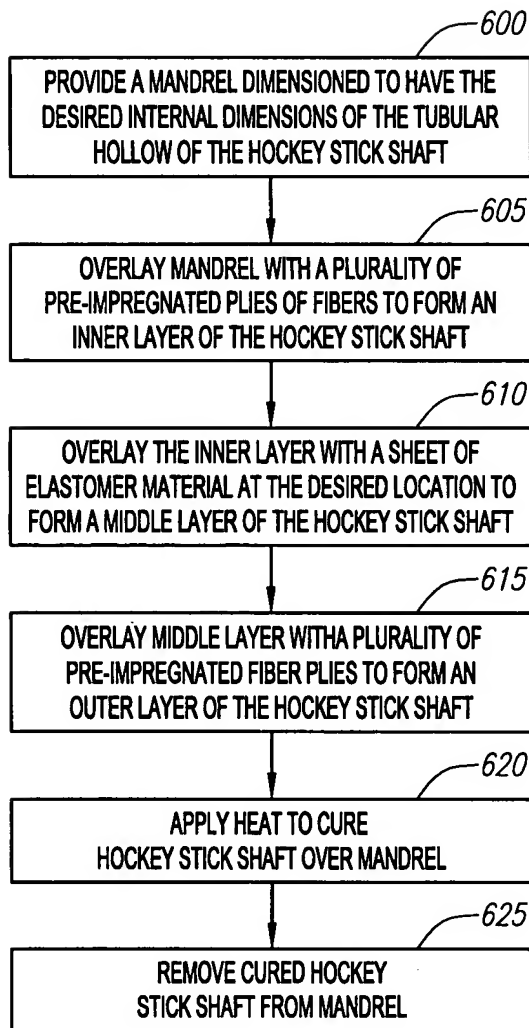 600
PROVIDE A MANDREL DIMENSIONED TO HAVE THE
DESIRED INTERNAL DIMENSIONS OF THE TUBULAR
HOLLOW OF THE HOCKEY STICK SHAFT
605
OVERLAY MANDREL WITH A PLURALITY OF
PRE-IMPREGNATED PLIES OF FIBERS TO FORM AN
INNER LAYER OF THE HOCKEY STICK SHAFT
610
OVERLAY THE INNER LAYER WITH A SHEET OF
ELASTOMER MATERIAL AT THE DESIRED LOCATION TO
FORM A MIDDLE LAYER OF THE HOCKEY STICK SHAFT
615
OVERLAY MIDDLE LAYER WITHA PLURALITY OF
PRE-IMPREGNATED FIBER PLIES TO FORM AN
OUTER LAYER OF THE HOCKEY STICK SHAFT
620
APPLY HEAT TO CURE
HOCKEY STICK SHAFT OVER MANDREL
625
REMOVE CURED HOCKEY
STICK SHAFT FROM MANDREL